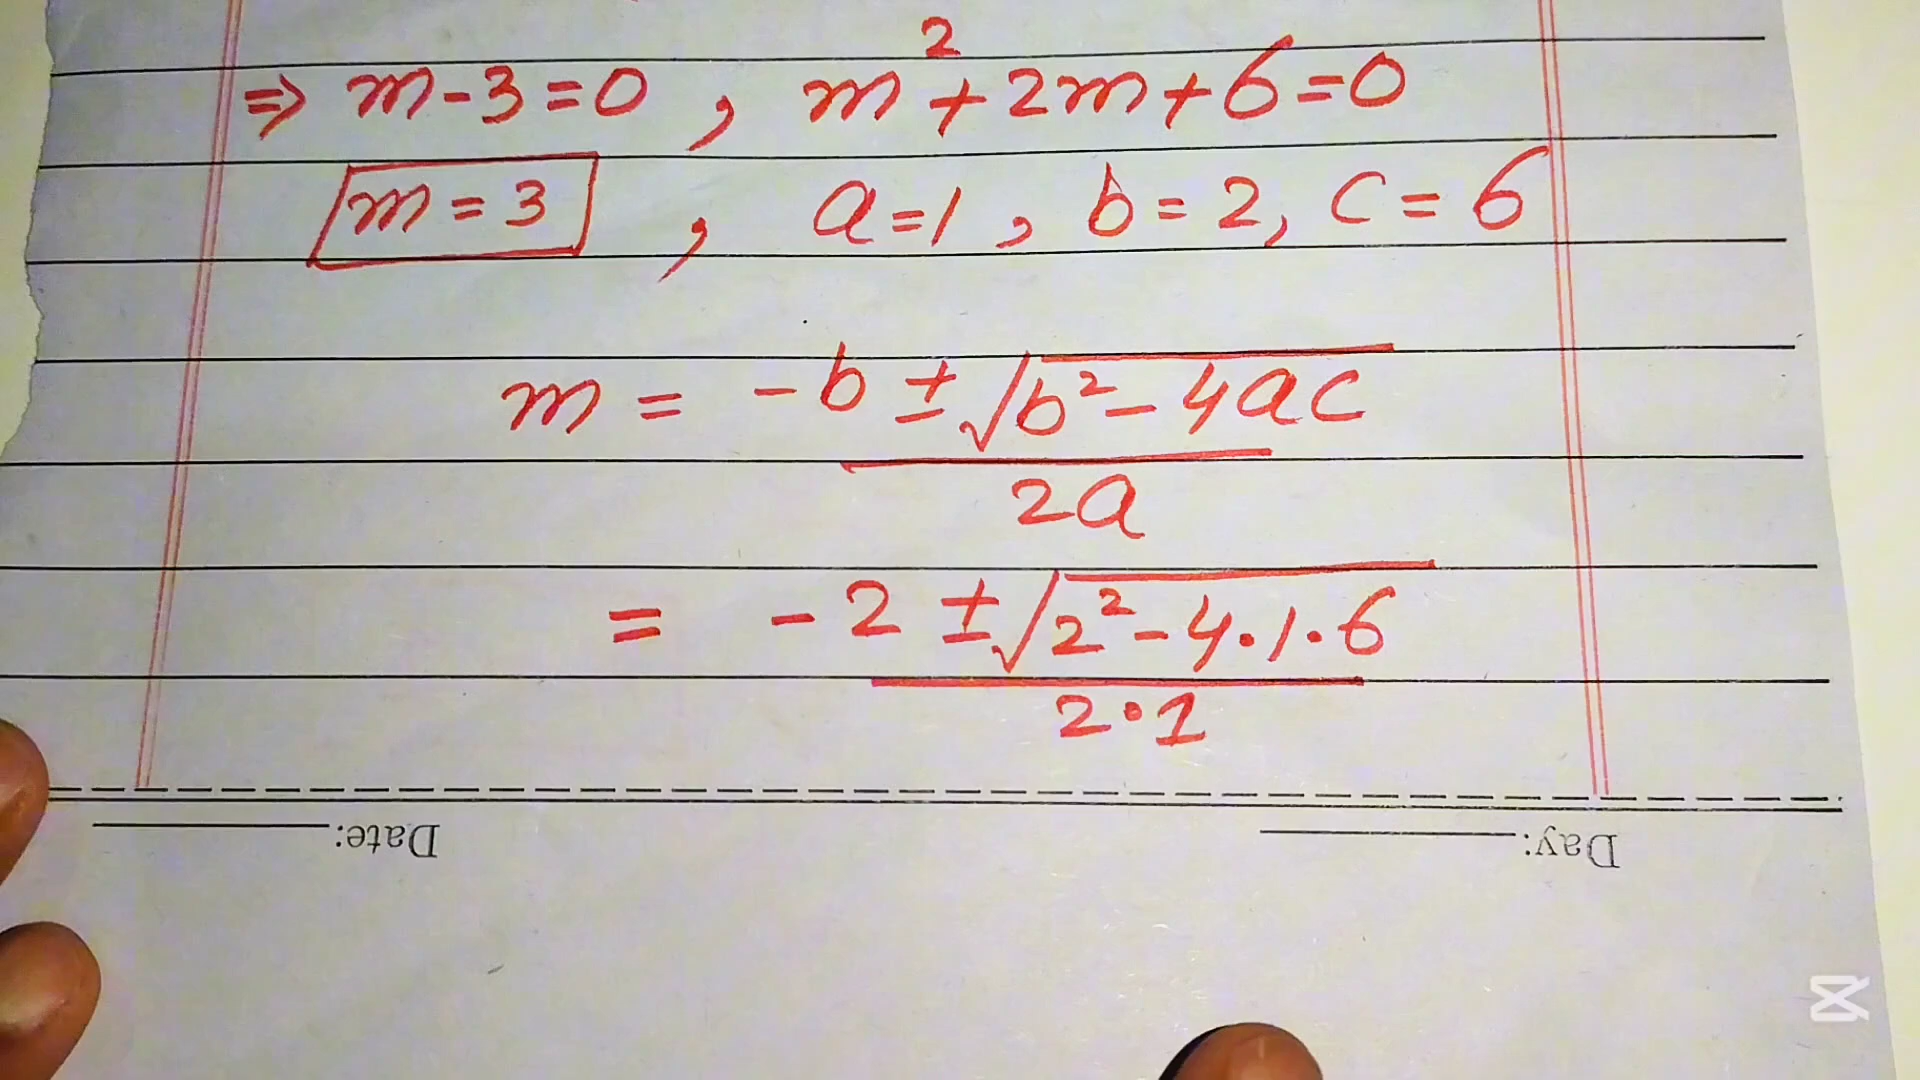 ⇒ m-3=0 , m²+2m+6=0
m=3 , a=1 , b=2, c=6
m = -b ± √b²-4ac
2a
= -2 ± √2²-4·1·6
2·1
Date: Day: